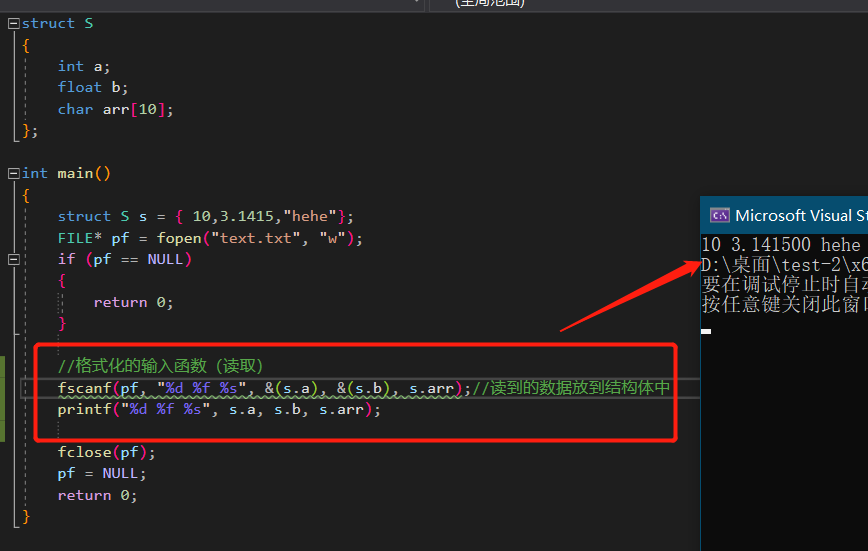 (全局范围)
struct S
{
int a;
float b;
char arr[10];
};
int main()
{
struct S s = { 10,3.1415,"hehe"};
FILE* pf = fopen("text.txt", "w");
if (pf == NULL)
{
return 0;
}
//格式化的输入函数（读取）
fscanf(pf, "%d %f %s", &(s.a), &(s.b), s.arr);//读到的数据放到结构体中
printf("%d %f %s", s.a, s.b, s.arr);
fclose(pf);
pf = NULL;
return 0;
}
Microsoft Visual St
10 3.141500 hehe
D:\桌面\test-2\x6
要在调试停止时自动
按任意键关闭此窗口